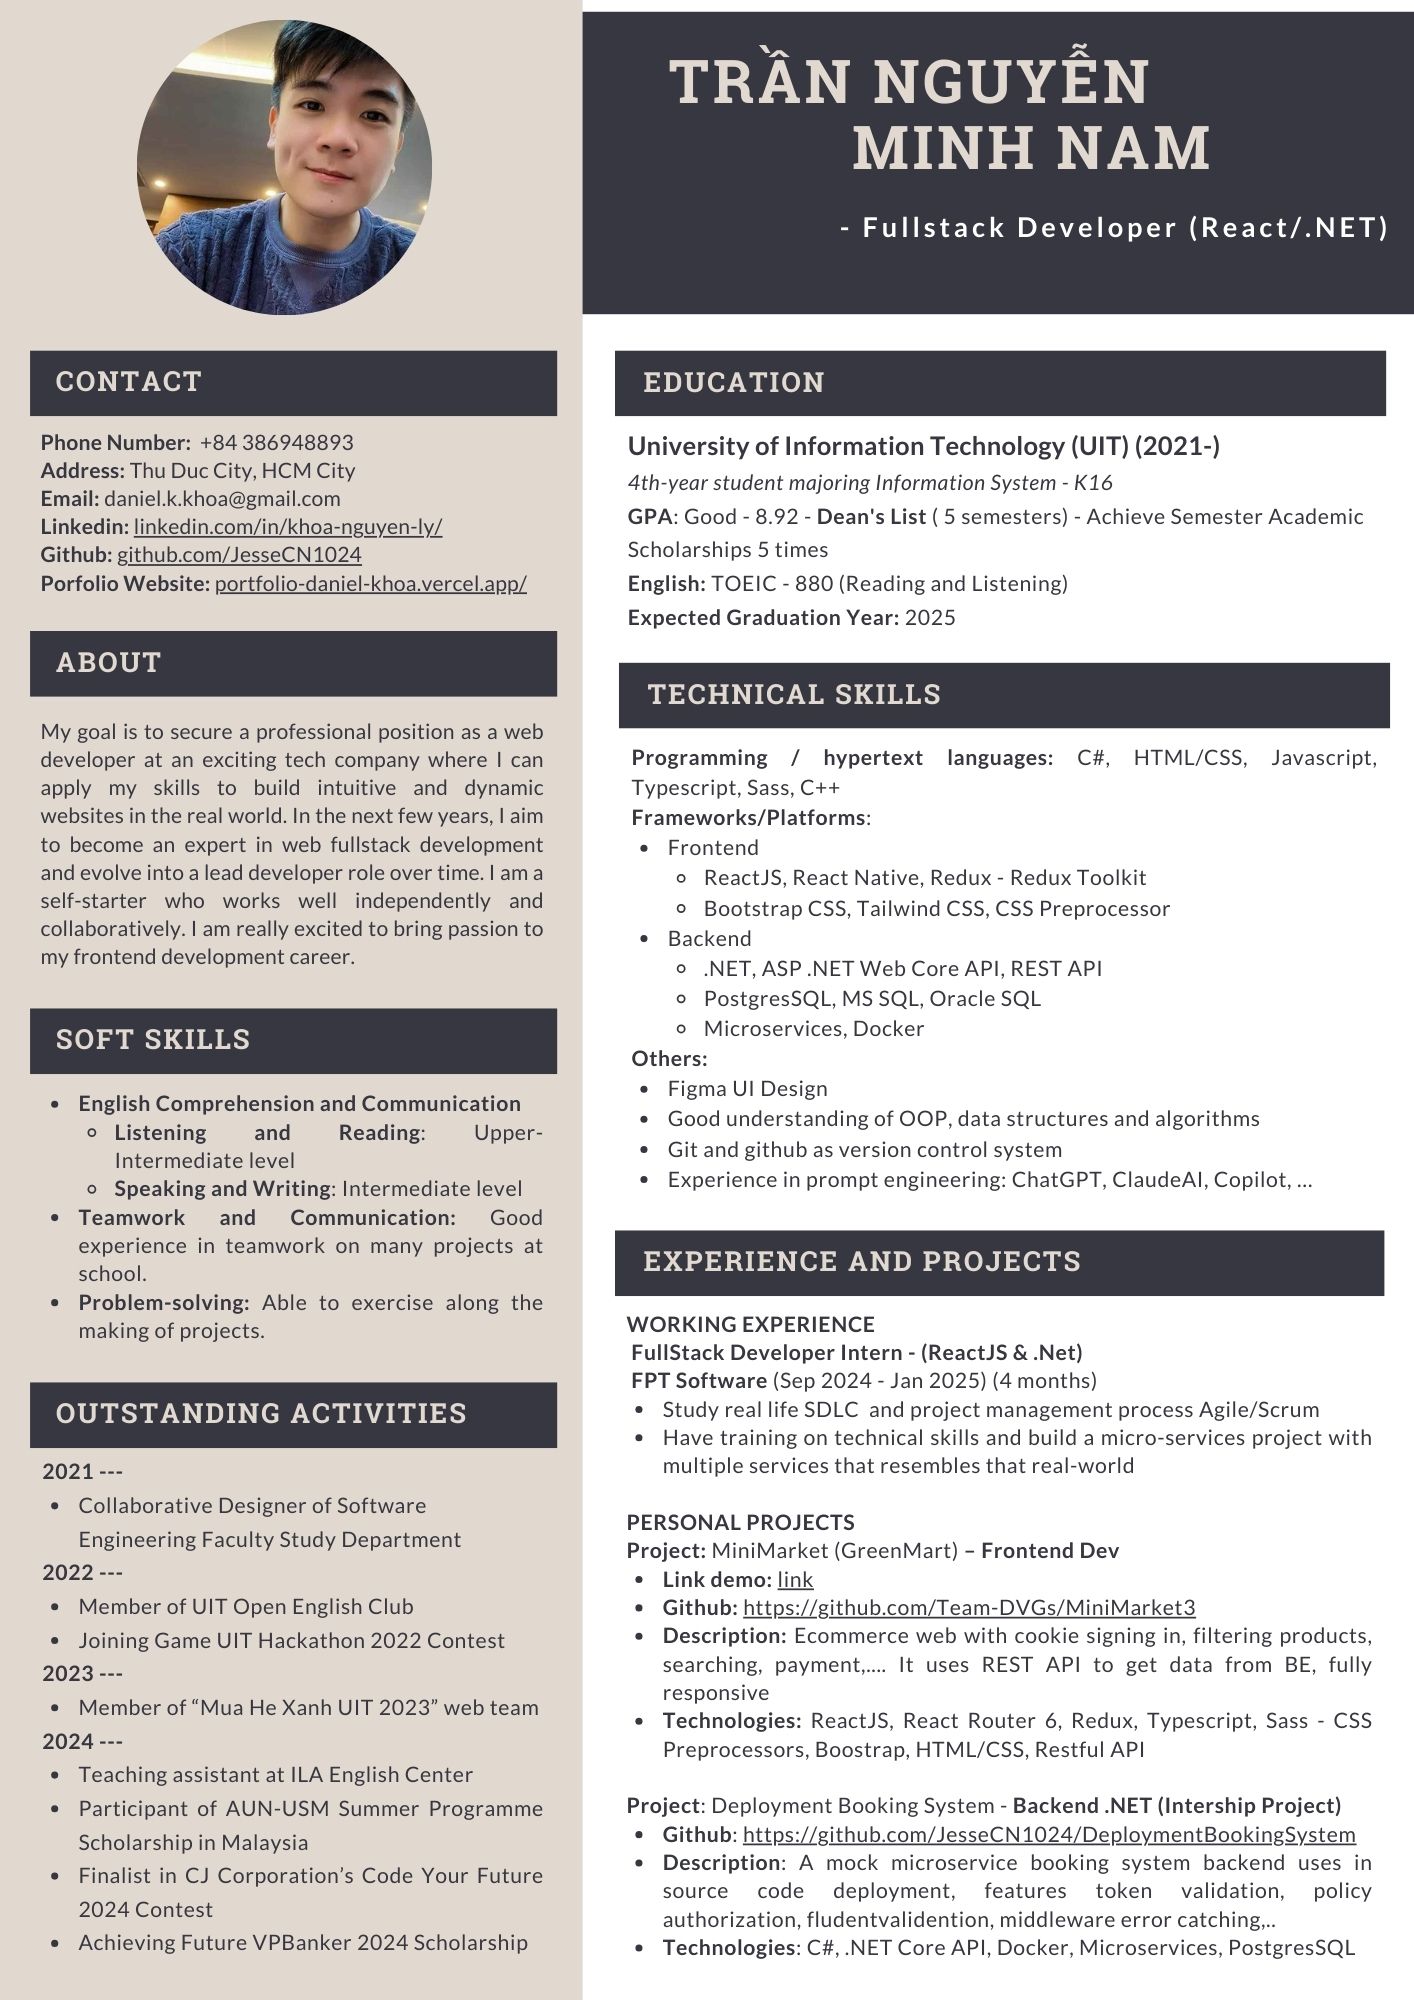 TRẦN NGUYỄN
MINH NAM
- Fullstack Developer (React/.NET)
CONTACT
Phone Number: +84 386948893
Address: Thu Duc City, HCM City
Email: daniel.k.khoa@gmail.com
Linkedin: linkedin.com/in/khoa-nguyen-ly/
Github: github.com/JesseCN1024
Porfolio Website: portfolio-daniel-khoa.vercel.app/
ABOUT
My goal is to secure a professional position as a web
developer at an exciting tech company where I can
apply my skills to build intuitive and dynamic
websites in the real world. In the next few years, I aim
to become an expert in web fullstack development
and evolve into a lead developer role over time. I am a
self-starter who works well independently and
collaboratively. I am really excited to bring passion to
my frontend development career.
SOFT SKILLS
• English Comprehension and Communication
◦ Listening and Reading: Upper-
Intermediate level
◦ Speaking and Writing: Intermediate level
• Teamwork and Communication: Good
experience in teamwork on many projects at
school.
• Problem-solving: Able to exercise along the
making of projects.
OUTSTANDING ACTIVITIES
2021 ---
• Collaborative Designer of Software
Engineering Faculty Study Department
2022 ---
• Member of UIT Open English Club
• Joining Game UIT Hackathon 2022 Contest
2023 ---
• Member of “Mua He Xanh UIT 2023” web team
2024 ---
• Teaching assistant at ILA English Center
• Participant of AUN-USM Summer Programme
Scholarship in Malaysia
• Finalist in CJ Corporation’s Code Your Future
2024 Contest
• Achieving Future VPBanker 2024 Scholarship
EDUCATION
University of Information Technology (UIT) (2021-)
4th-year student majoring Information System - K16
GPA: Good - 8.92 - Dean's List ( 5 semesters) - Achieve Semester Academic
Scholarships 5 times
English: TOEIC - 880 (Reading and Listening)
Expected Graduation Year: 2025
TECHNICAL SKILLS
Programming / hypertext languages: C#, HTML/CSS, Javascript,
Typescript, Sass, C++
Frameworks/Platforms:
• Frontend
◦ ReactJS, React Native, Redux - Redux Toolkit
◦ Bootstrap CSS, Tailwind CSS, CSS Preprocessor
• Backend
◦ .NET, ASP .NET Web Core API, REST API
◦ PostgresSQL, MS SQL, Oracle SQL
◦ Microservices, Docker
Others:
• Figma UI Design
• Good understanding of OOP, data structures and algorithms
• Git and github as version control system
• Experience in prompt engineering: ChatGPT, ClaudeAI, Copilot, ...
EXPERIENCE AND PROJECTS
WORKING EXPERIENCE
FullStack Developer Intern - (ReactJS & .Net)
FPT Software (Sep 2024 - Jan 2025) (4 months)
• Study real life SDLC and project management process Agile/Scrum
• Have training on technical skills and build a micro-services project with
multiple services that resembles that real-world
PERSONAL PROJECTS
Project: MiniMarket (GreenMart) – Frontend Dev
• Link demo: link
• Github: https://github.com/Team-DVGs/MiniMarket3
• Description: Ecommerce web with cookie signing in, filtering products,
searching, payment,.... It uses REST API to get data from BE, fully
responsive
• Technologies: ReactJS, React Router 6, Redux, Typescript, Sass - CSS
Preprocessors, Boostrap, HTML/CSS, Restful API
Project: Deployment Booking System - Backend .NET (Intership Project)
• Github: https://github.com/JesseCN1024/DeploymentBookingSystem
• Description: A mock microservice booking system backend uses in
source code deployment, features token validation, policy
authorization, fludentvalidention, middleware error catching,..
• Technologies: C#, .NET Core API, Docker, Microservices, PostgresSQL